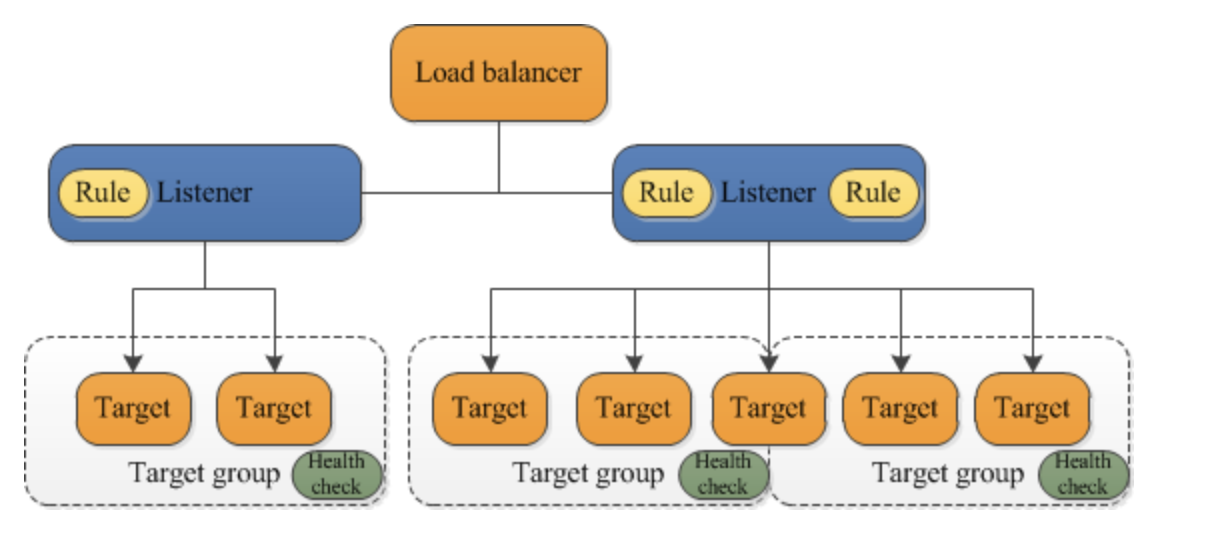 Load balancer
Rule Listener
Rule Listener Rule
Target Target
Target Target Target Target Target
Target group Health check
Target group Health check
Target group Health check